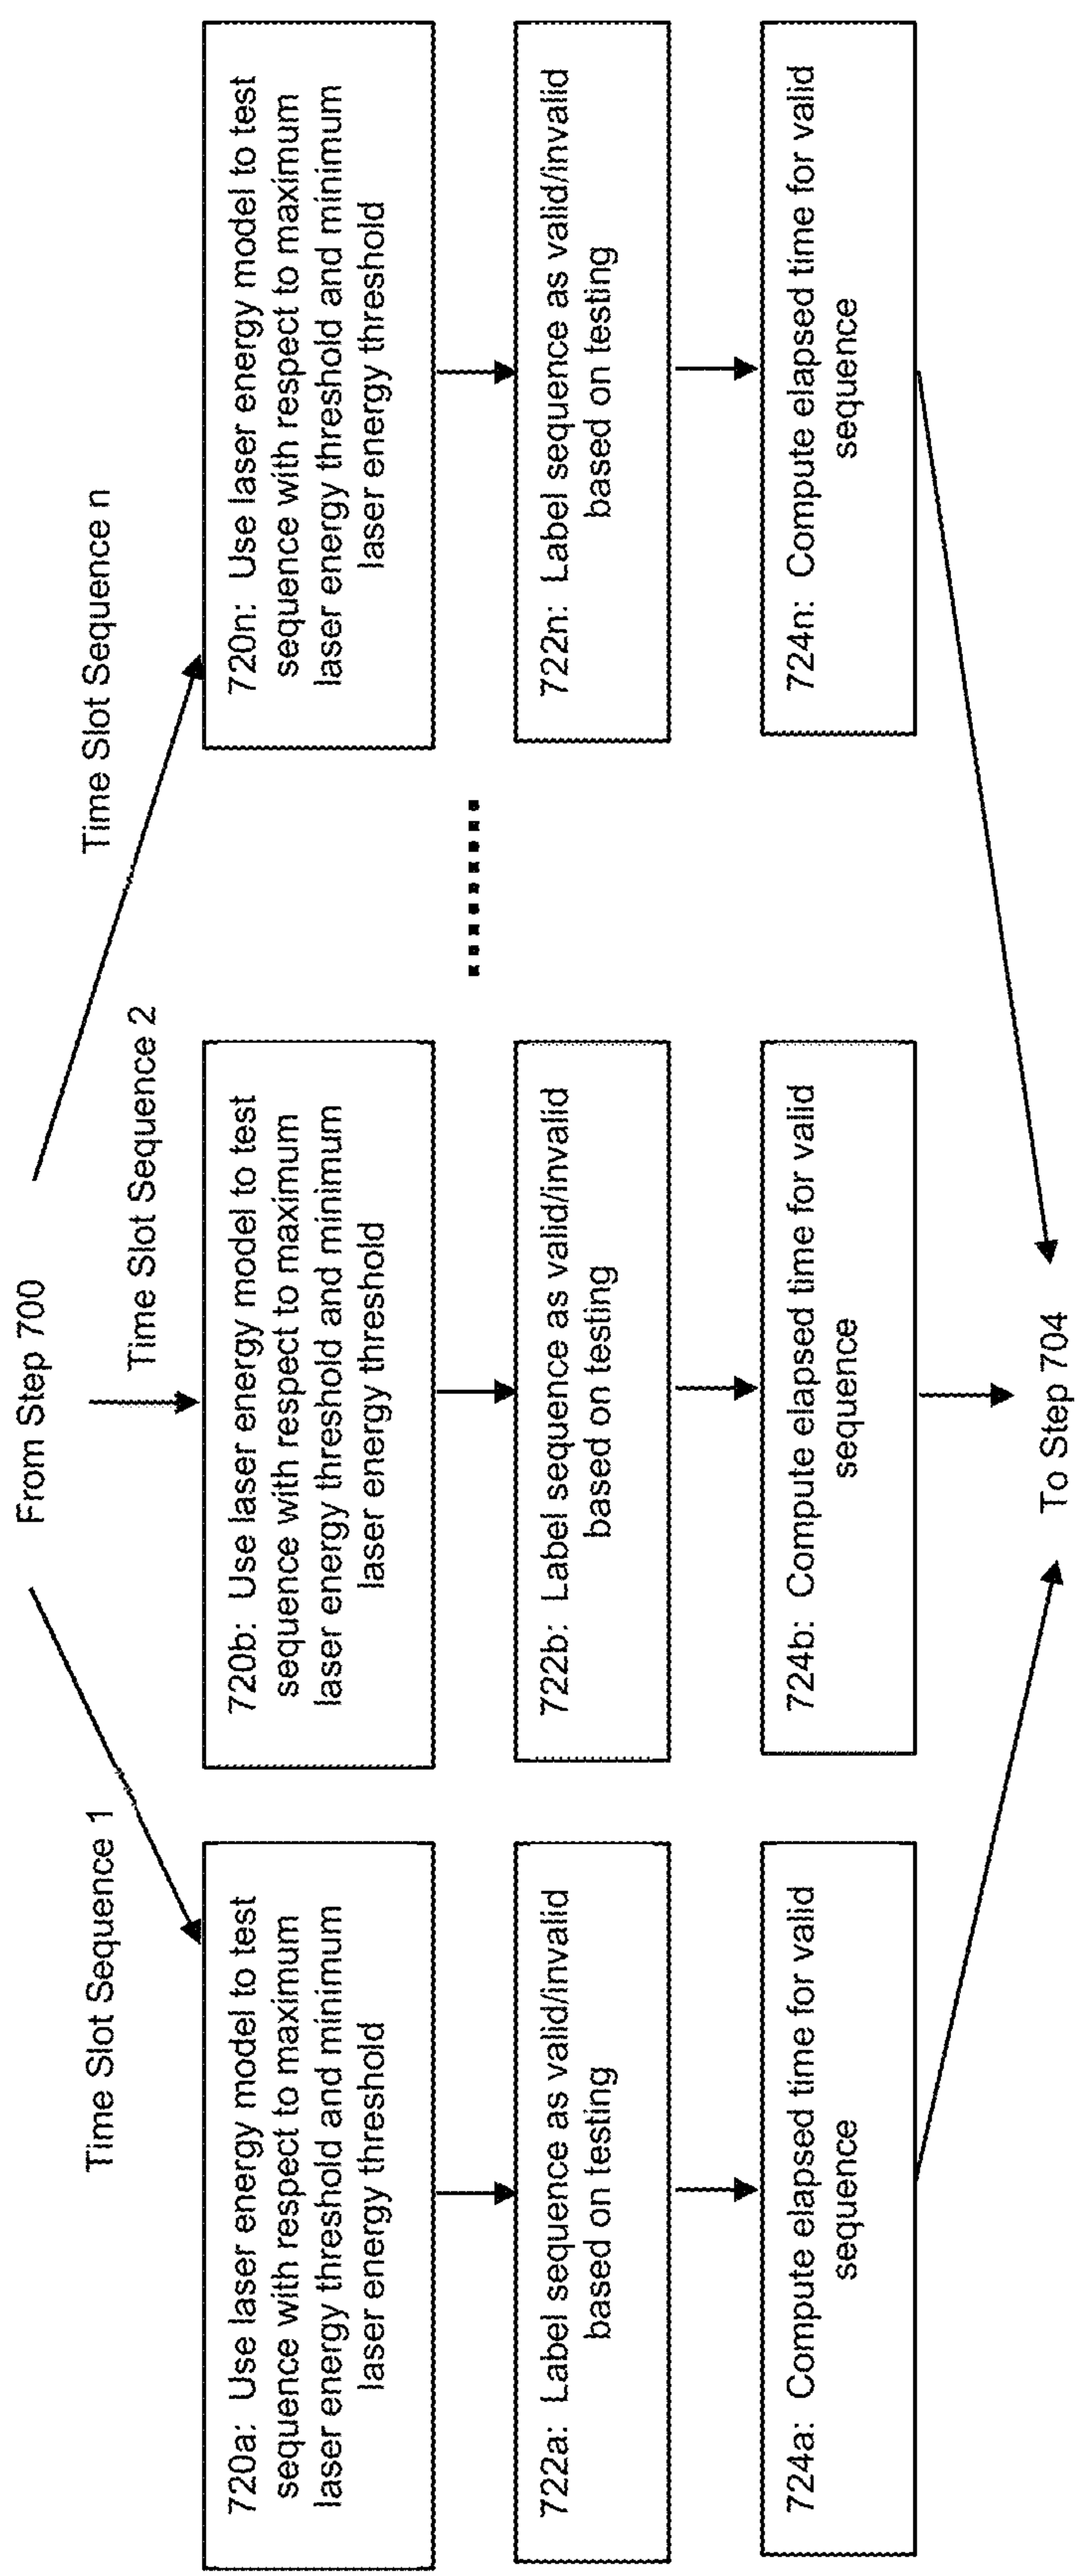 From Step 700
Time Slot Sequence 1
Time Slot Sequence 2
Time Slot Sequence n
720a: Use laser energy model to test
sequence with respect to maximum
laser energy threshold and minimum
laser energy threshold
722a: Label sequence as valid/invalid
based on testing
724a: Compute elapsed time for valid
sequence
720b: Use laser energy model to test
sequence with respect to maximum
laser energy threshold and minimum
laser energy threshold
722b: Label sequence as valid/invalid
based on testing
724b: Compute elapsed time for valid
sequence
720n: Use laser energy model to test
sequence with respect to maximum
laser energy threshold and minimum
laser energy threshold
722n: Label sequence as valid/invalid
based on testing
724n: Compute elapsed time for valid
sequence
To Step 704